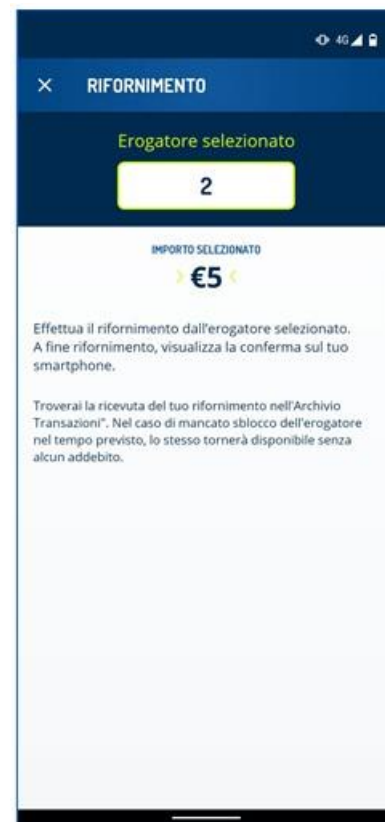 4G
RIFORNIMENTO
Erogatore selezionato
2
IMPORTO SELEZIONATO
€5
Effettua il rifornimento dall'erogatore selezionato.
A fine rifornimento, visualizza la conferma sul tuo
smartphone.
Troverai la ricevuta del tuo rifornimento nell'Archivio
Transazioni". Nel caso di mancato sblocco dell'erogatore
nel tempo previsto, lo stesso tornerà disponibile senza
alcun addebito.